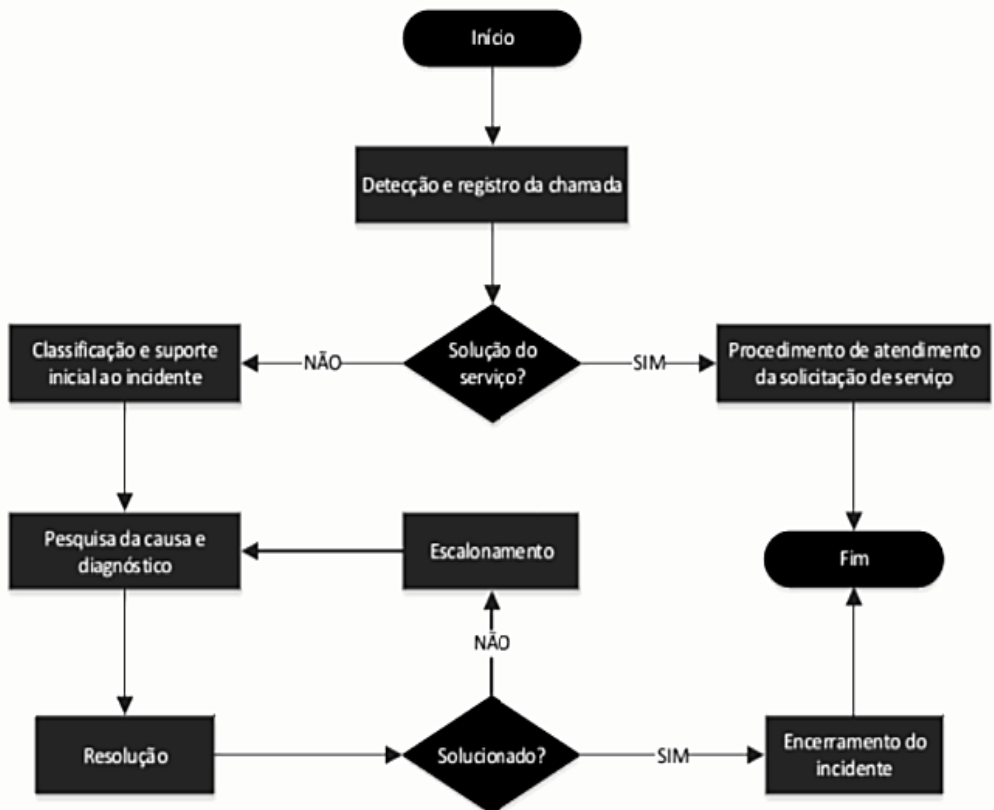 Início
Detecção e registro da chamada
Classificação e suporte
inicial ao incidente
NÃO
Solução do
serviço?
SIM
Procedimento de atendimento
da solicitação de serviço
Pesquisa da causa e
diagnóstico
Escalonamento
Fim
NÃO
Resolução
Solucionado?
SIM
Encerramento do
incidente